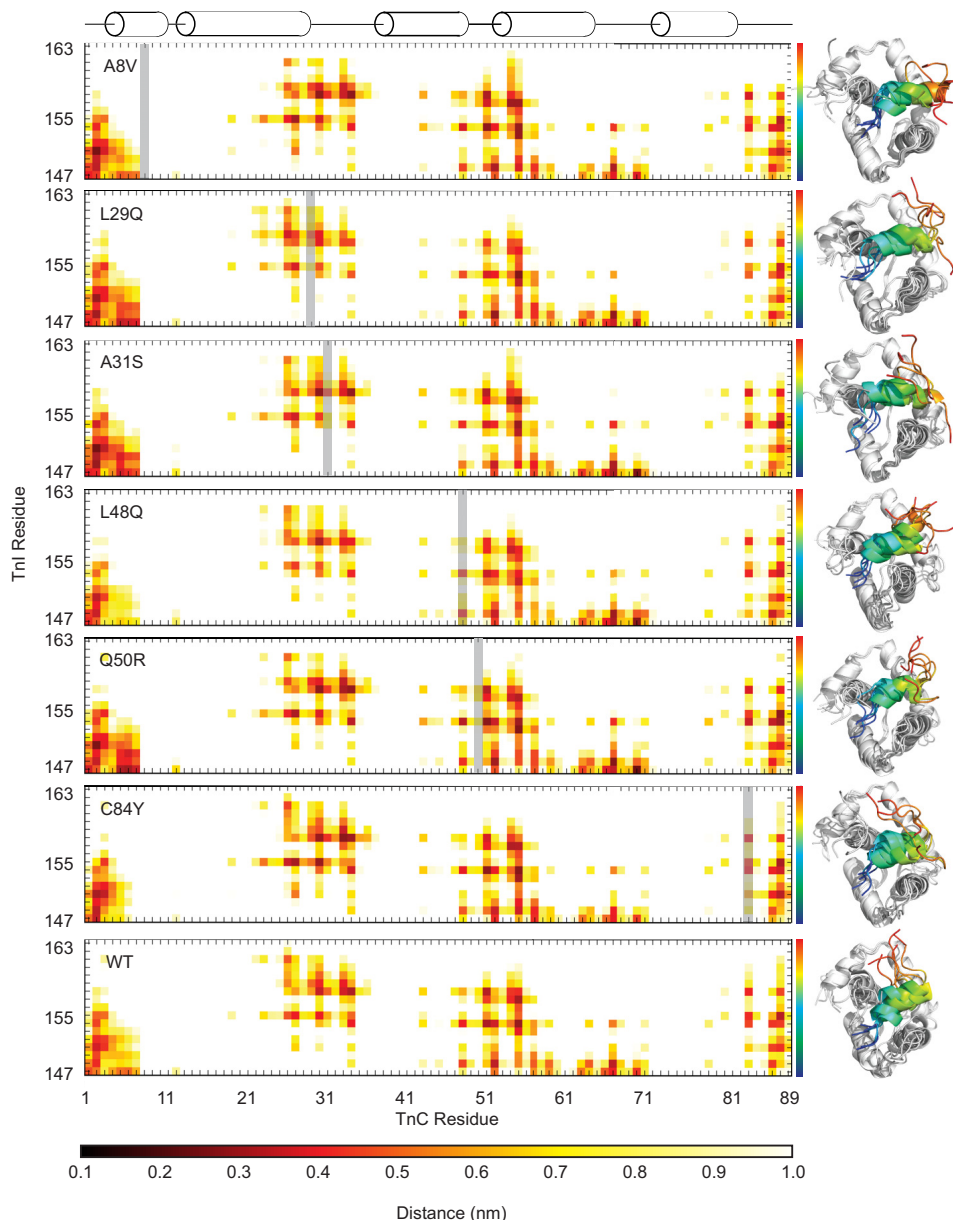 163
A8V
155
147
163
L29Q
155
147
163
A31S
155
147
163
L48Q
155
147
163
Q50R
155
147
163
C84Y
155
147
163
WT
155
147
TnI Residue
1 11 21 31 41 51 61 71 81 89
TnC Residue
0.1 0.2 0.3 0.4 0.5 0.6 0.7 0.8 0.9 1.0
Distance (nm)